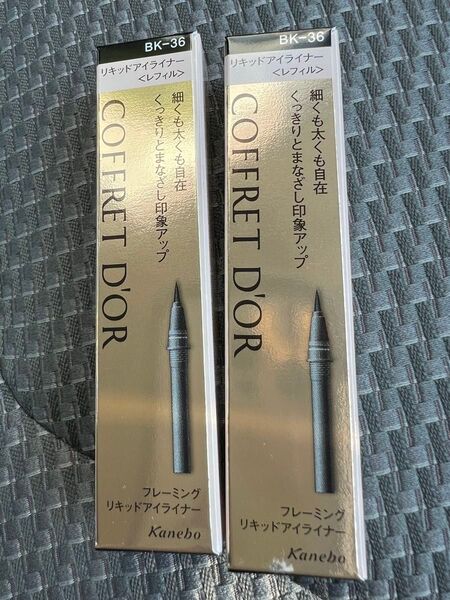 BK-36
リキッドアイライナー
<レフィル>
細くも太くも自在
くっきりとまなざし印象アップ
COFFRET D'OR
フレーミング
リキッドアイライナー
Kanebo
BK-36
リキッドアイライナー
<レフィル>
細くも太くも自在
くっきりとまなざし印象アップ
COFFRET D'OR
フレーミング
リキッドアイライナー
Kanebo